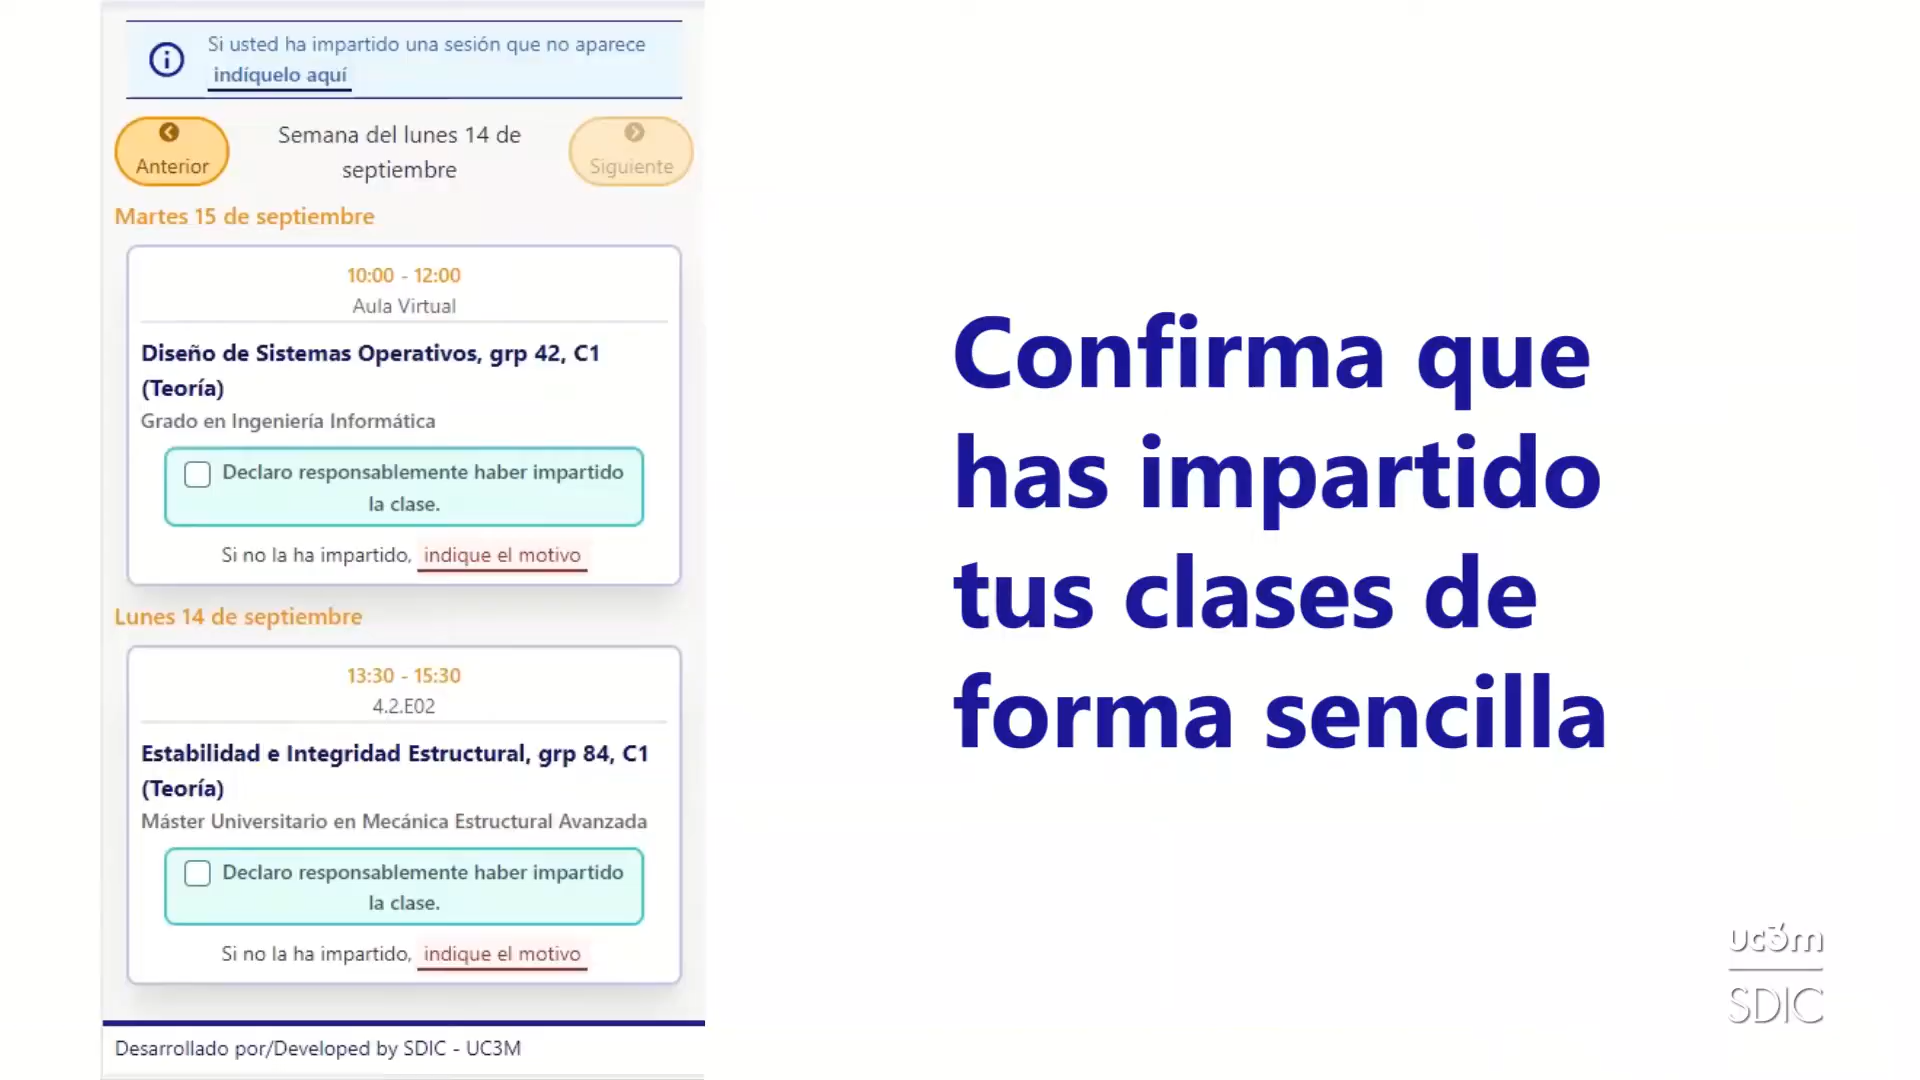 Si usted ha impartido una sesión que no aparece
indíquelo aquí
Anterior
Semana del lunes 14 de
septiembre
Siguiente
Martes 15 de septiembre
10:00 - 12:00
Aula Virtual
Diseño de Sistemas Operativos, grp 42, C1
(Teoría)
Grado en Ingeniería Informática
Declaro responsablemente haber impartido
la clase.
Si no la ha impartido, indique el motivo
Lunes 14 de septiembre
13:30 - 15:30
4.2.E02
Estabilidad e Integridad Estructural, grp 84, C1
(Teoría)
Máster Universitario en Mecánica Estructural Avanzada
Declaro responsablemente haber impartido
la clase.
Si no la ha impartido, indique el motivo
Desarrollado por/Developed by SDIC - UC3M
Confirma que
has impartido
tus clases de
forma sencilla
uc3m
SDIC